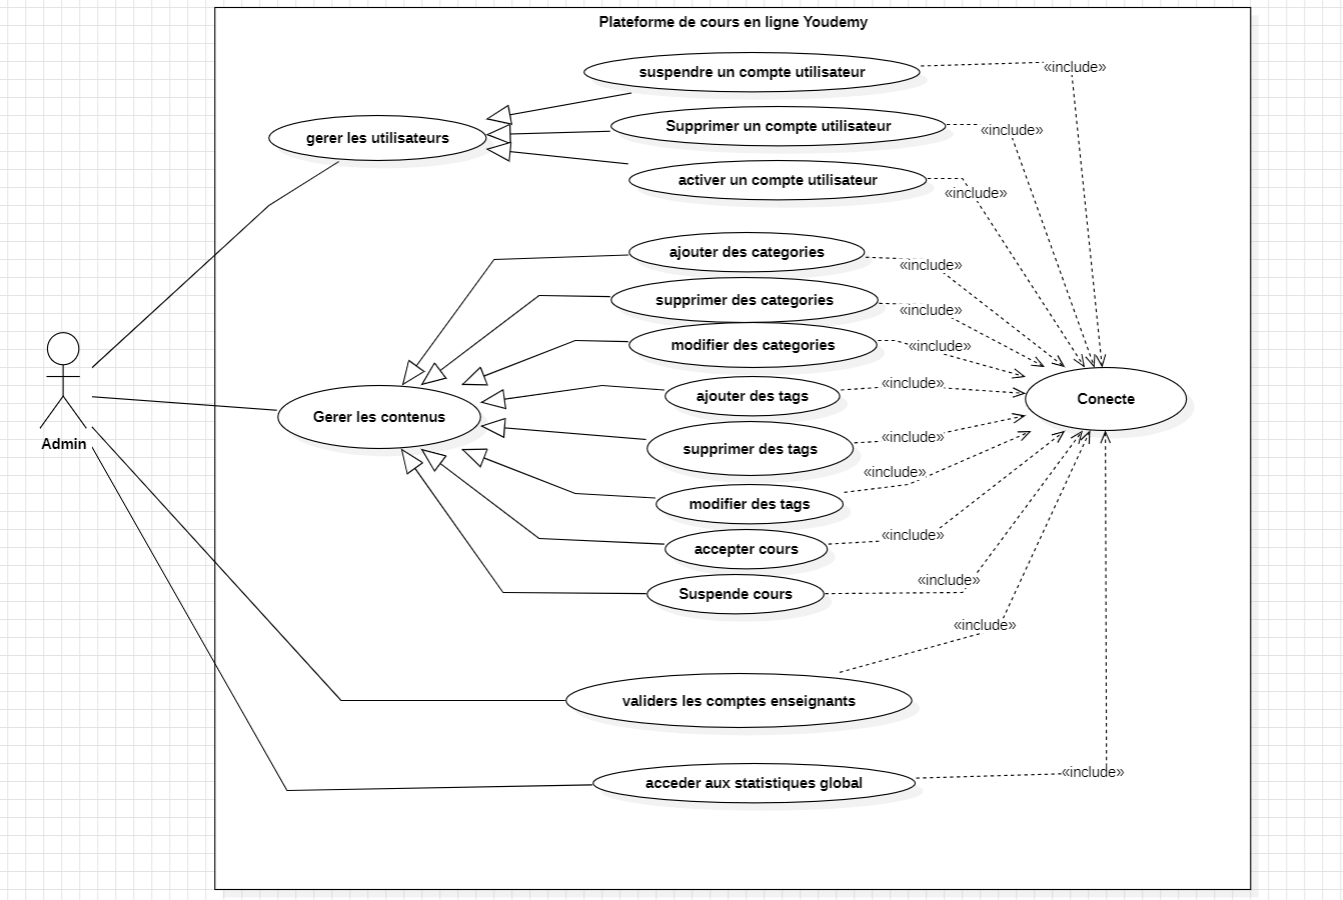 Plateforme de cours en ligne Youdemy
suspendre un compte utilisateur
«include»
Supprimer un compte utilisateur
«include»
gerer les utilisateurs
activer un compte utilisateur
«include»
ajouter des categories
«include»
supprimer des categories
«include»
modifier des categories
«include»
ajouter des tags
«include»
Conecte
Gerer les contenus
supprimer des tags
«include»
Admin
«include»
modifier des tags
accepter cours
«include»
Suspende cours
«include»
«include»
validers les comptes enseignants
acceder aux statistiques global
«include»